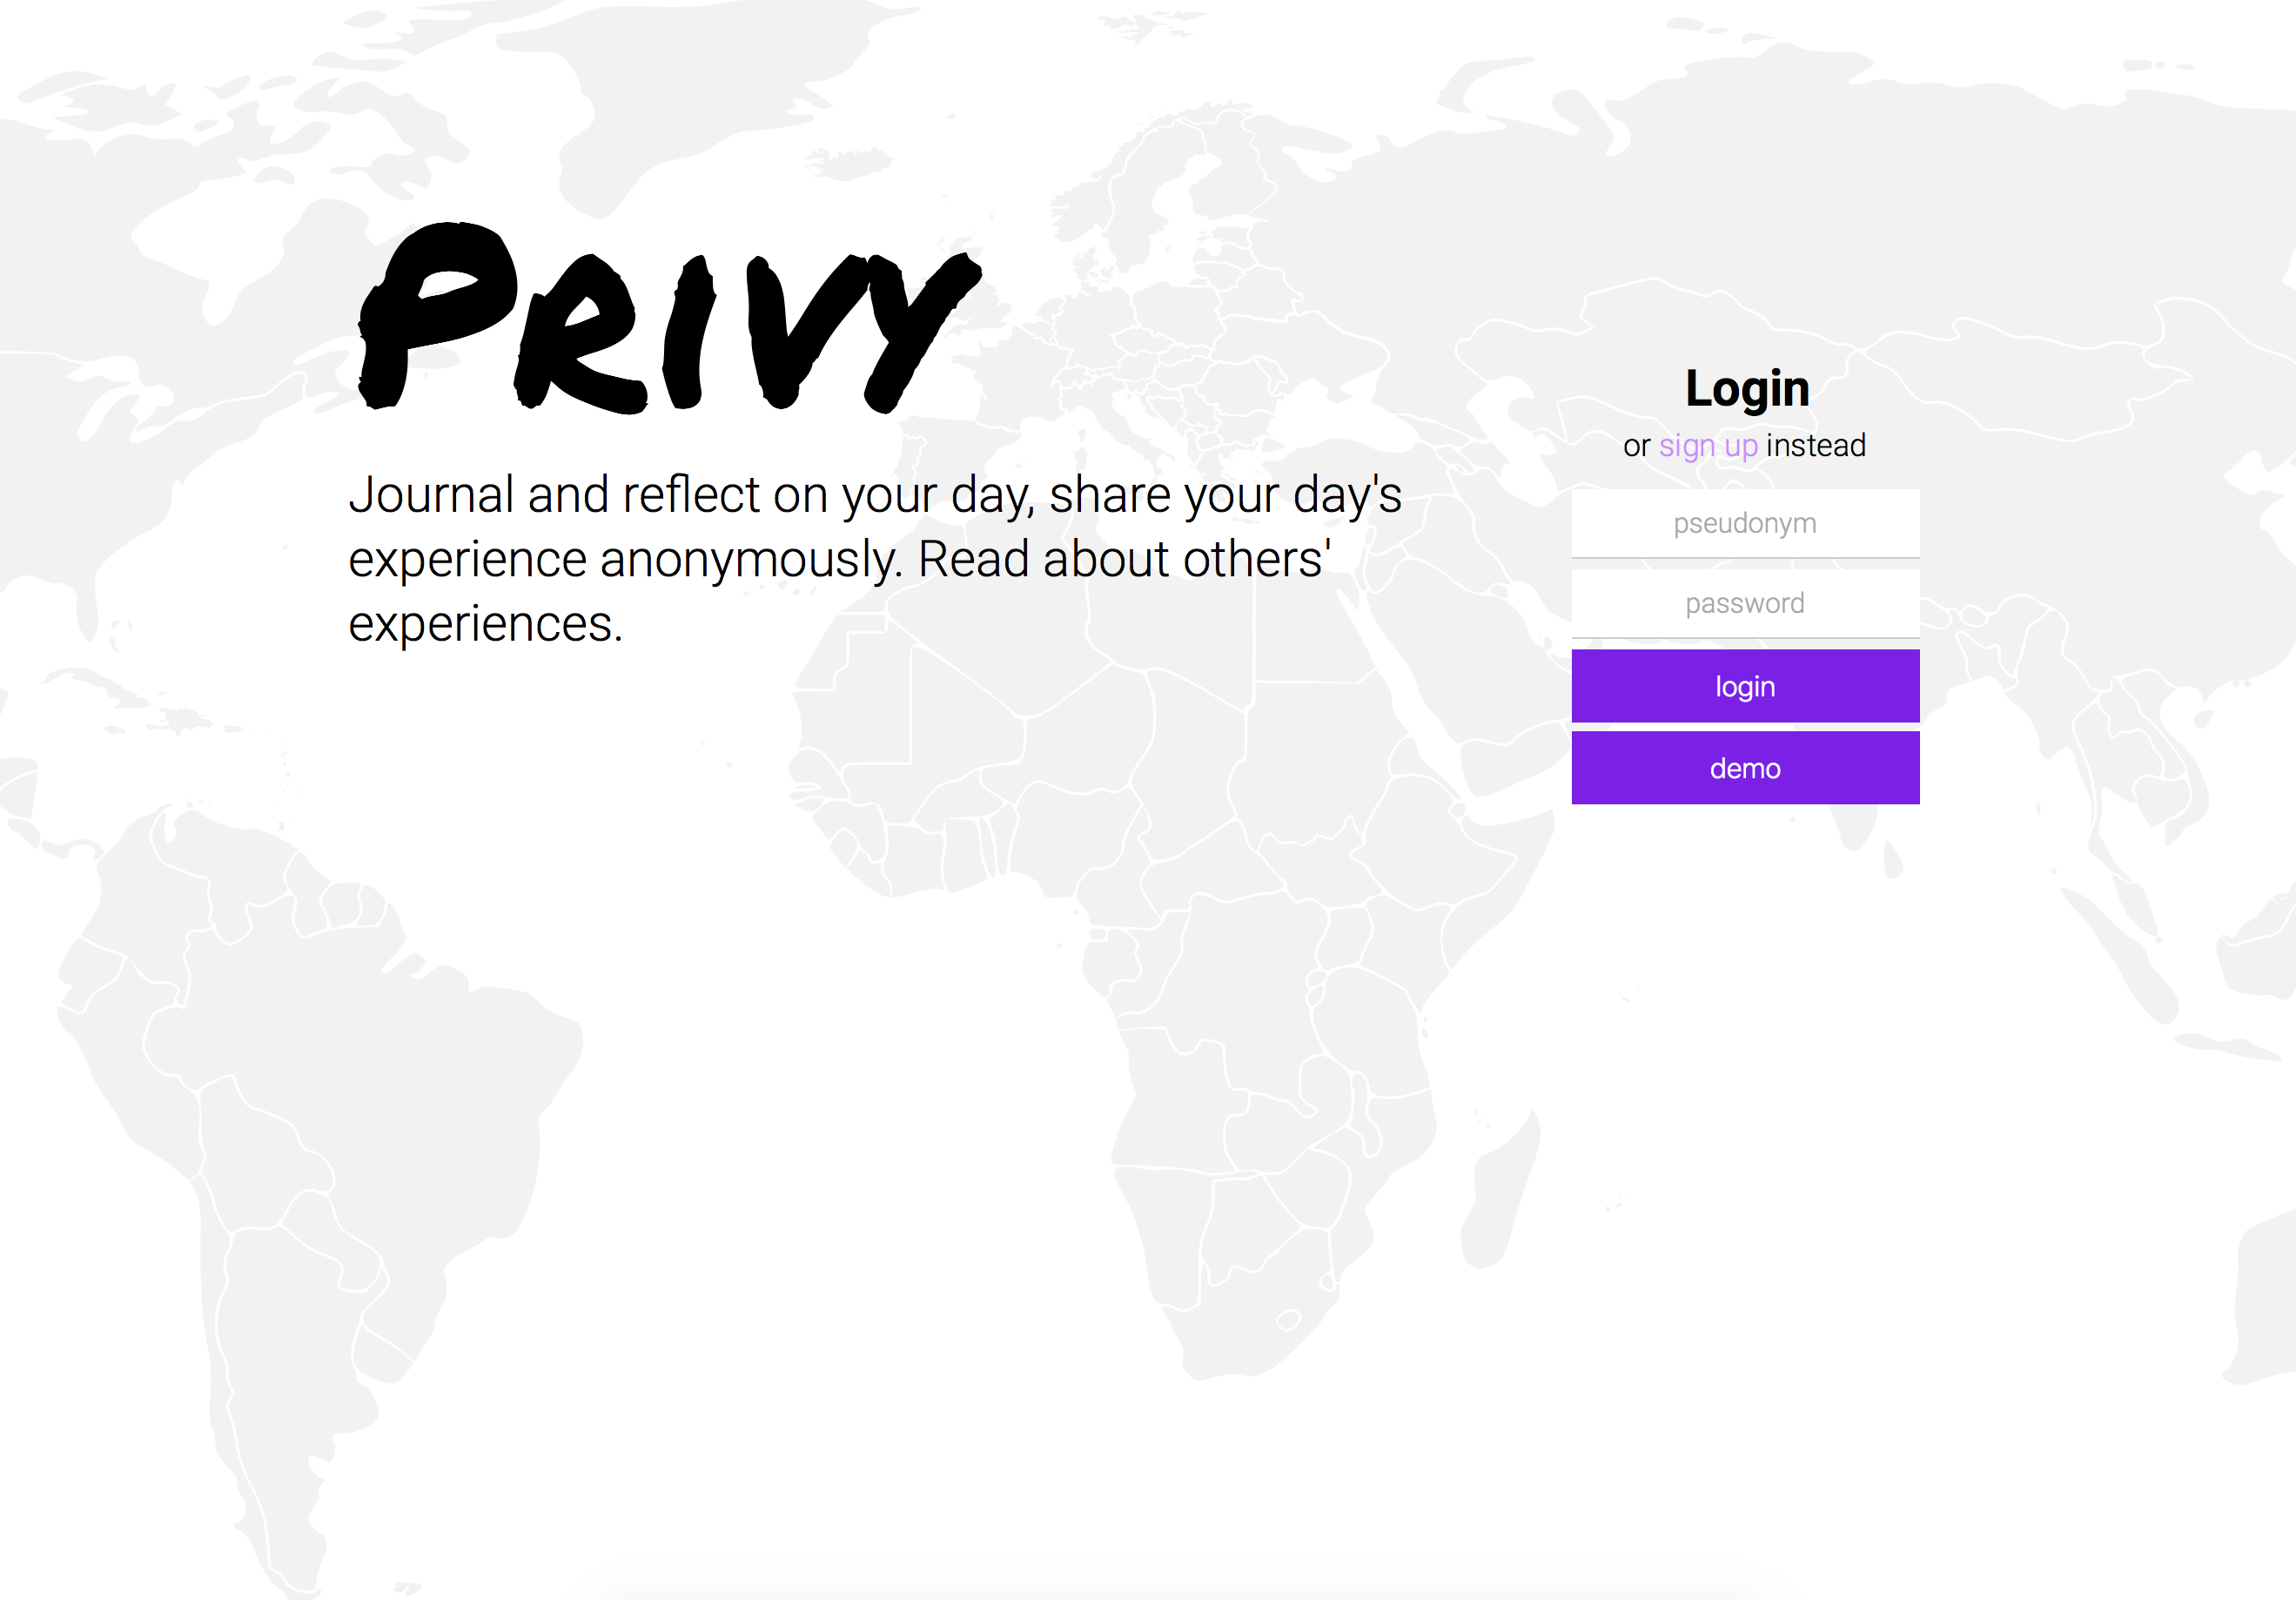 PRIVY
Journal and reflect on your day, share your day's
experience anonymously. Read about others'
experiences.
Login
or sign up instead
pseudonym
password
login
demo